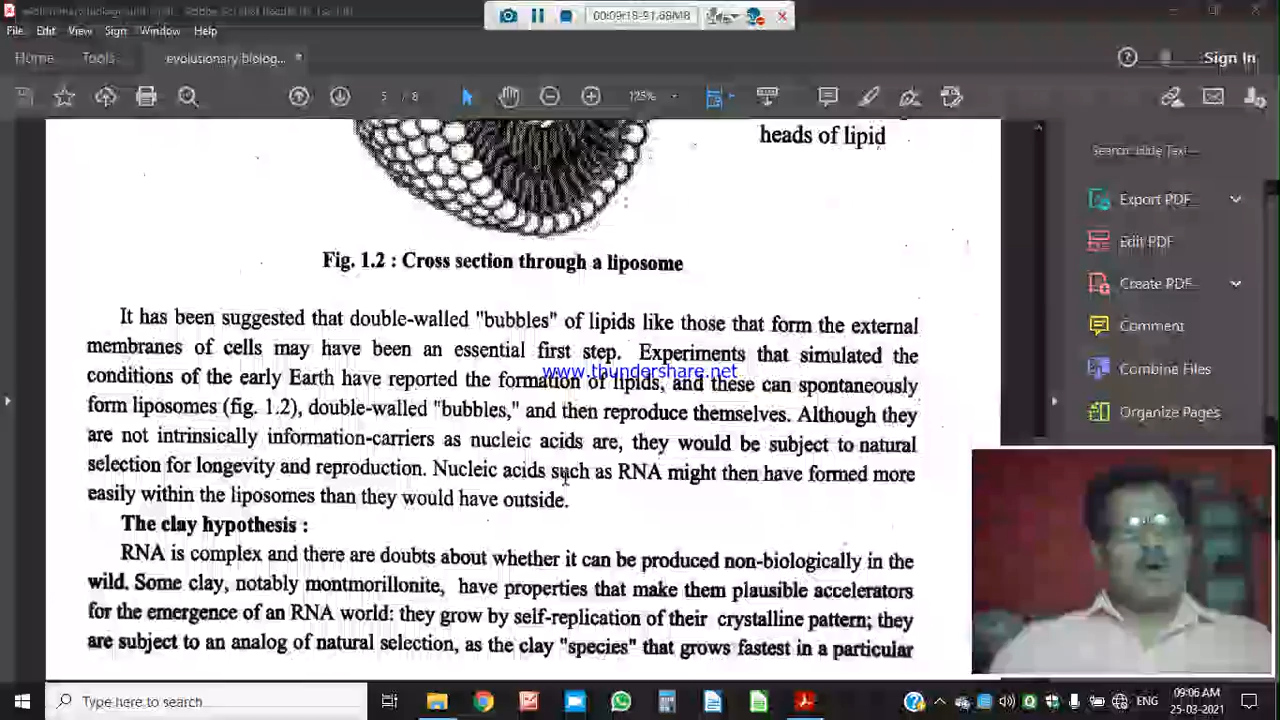 00:09:18-91.68MB
File Edit View Sign Window Help
Home Tools evolutionary biolog... Sign In
5 / 8 125%
heads of lipid
Search 'Hide Text...
Export PDF
Edit PDF
Create PDF
Comment
Combine Files
Organize Pages
Fig. 1.2 : Cross section through a liposome
It has been suggested that double-walled "bubbles" of lipids like those that form the external
membranes of cells may have been an essential first step. Experiments that simulated the
www.thundershare.net
conditions of the early Earth have reported the formation of lipids, and these can spontaneously
form liposomes (fig. 1.2), double-walled "bubbles," and then reproduce themselves. Although they
are not intrinsically information-carriers as nucleic acids are, they would be subject to natural
selection for longevity and reproduction. Nucleic acids such as RNA might then have formed more
easily within the liposomes than they would have outside.
The clay hypothesis :
RNA is complex and there are doubts about whether it can be produced non-biologically in the
wild. Some clay, notably montmorillonite, have properties that make them plausible accelerators
for the emergence of an RNA world: they grow by self-replication of their crystalline pattern; they
are subject to an analog of natural selection, as the clay "species" that grows fastest in a particular
Type here to search
ENG
09:06 AM
25-03-2021